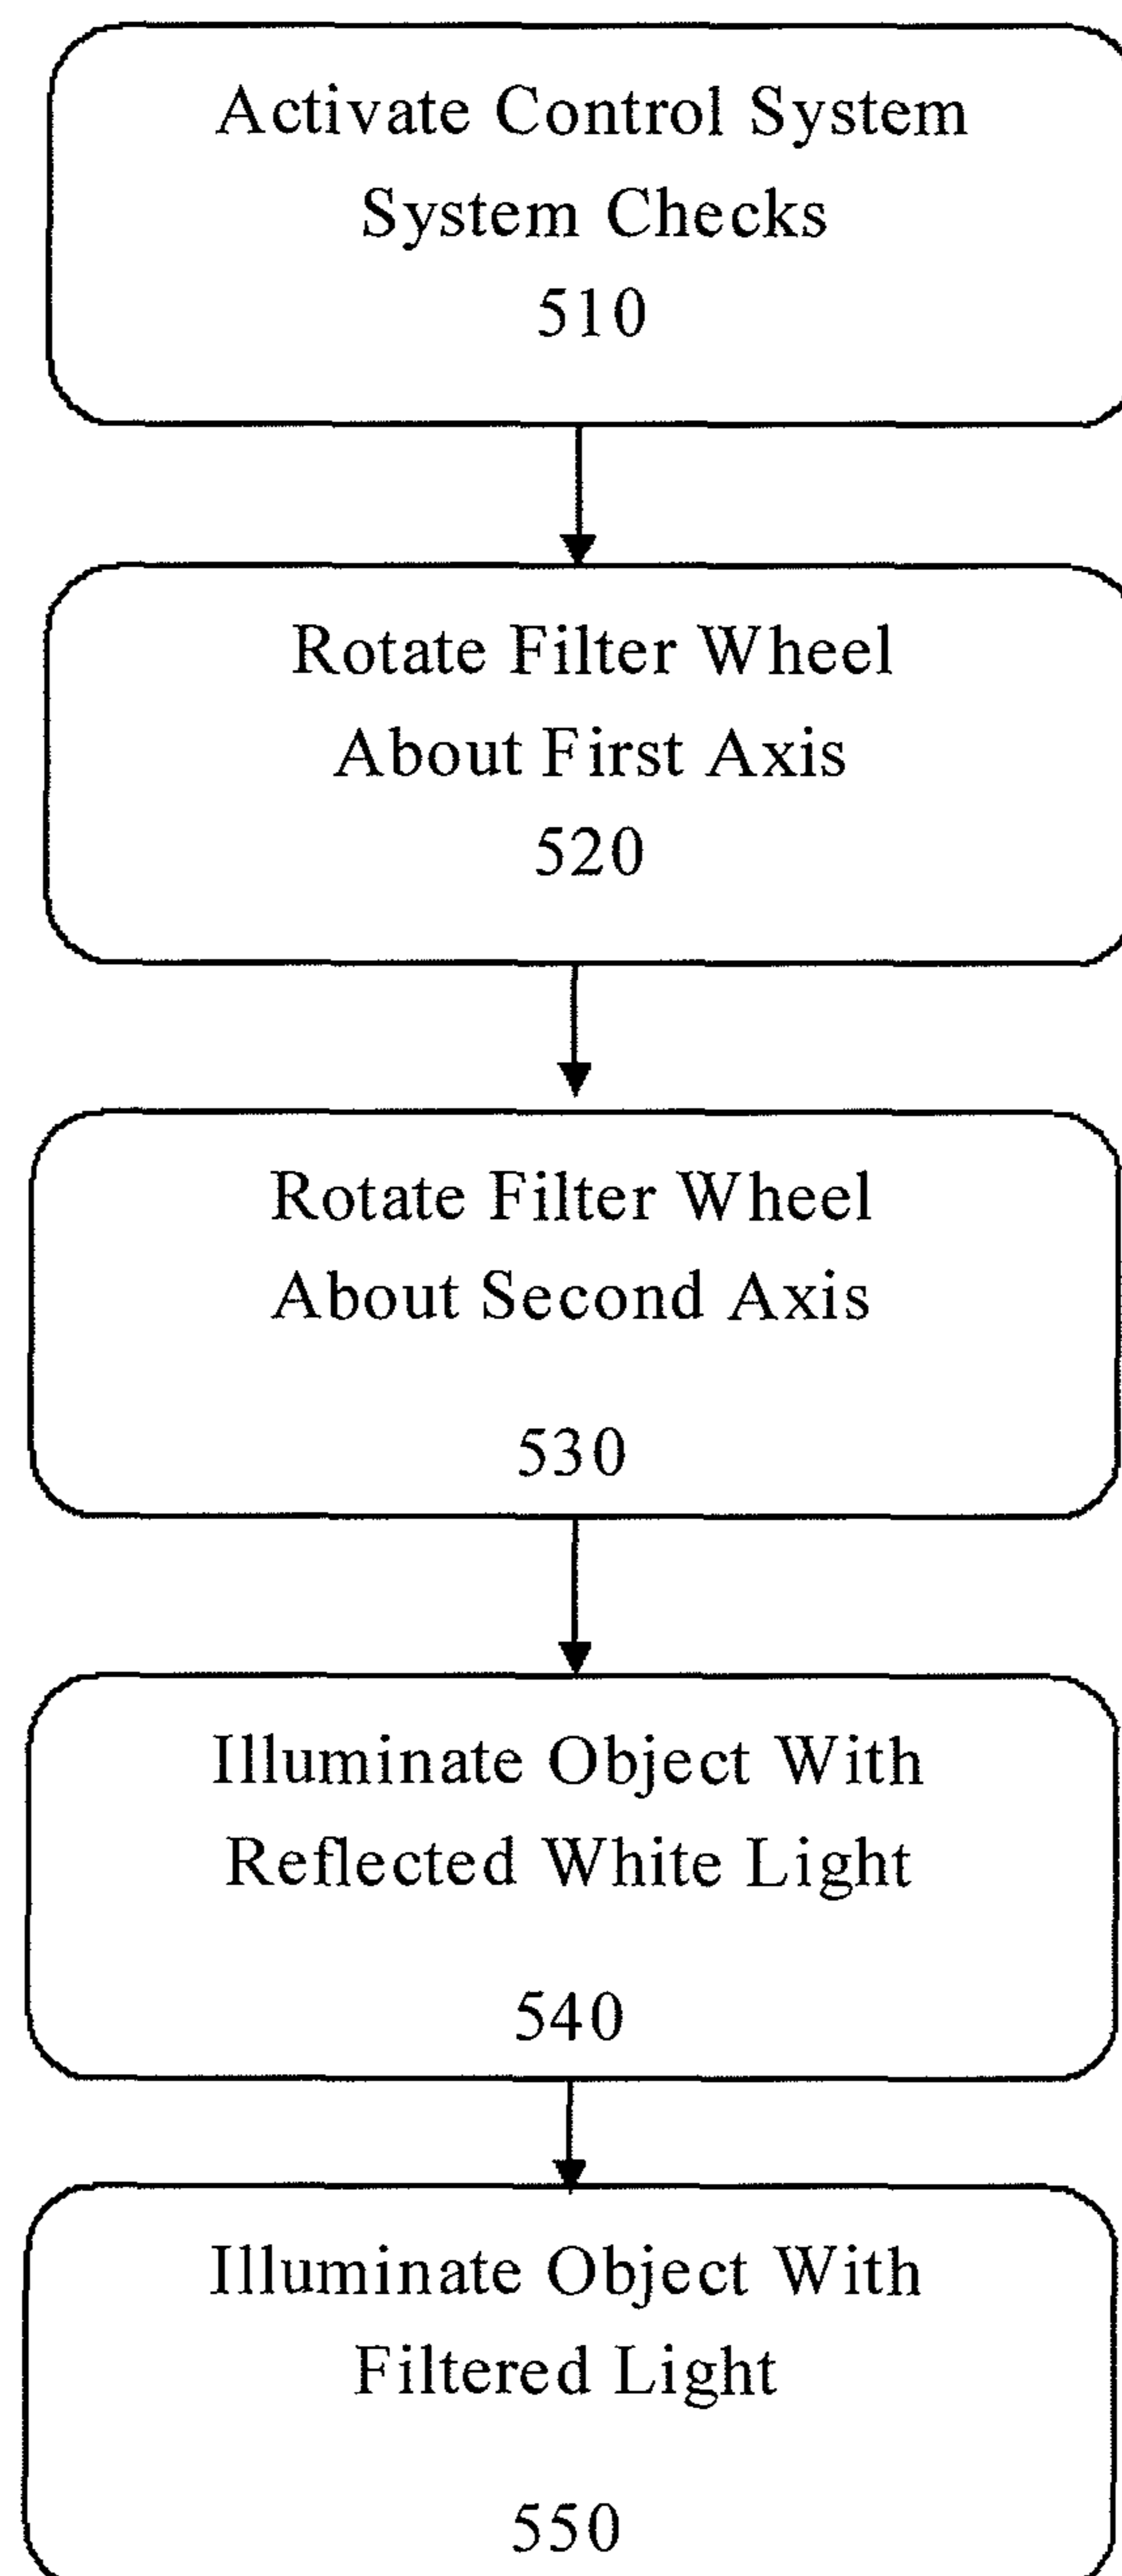 Activate Control System
System Checks
510
Rotate Filter Wheel
About First Axis
520
Rotate Filter Wheel
About Second Axis
530
Illuminate Object With
Reflected White Light
540
Illuminate Object With
Filtered Light
550